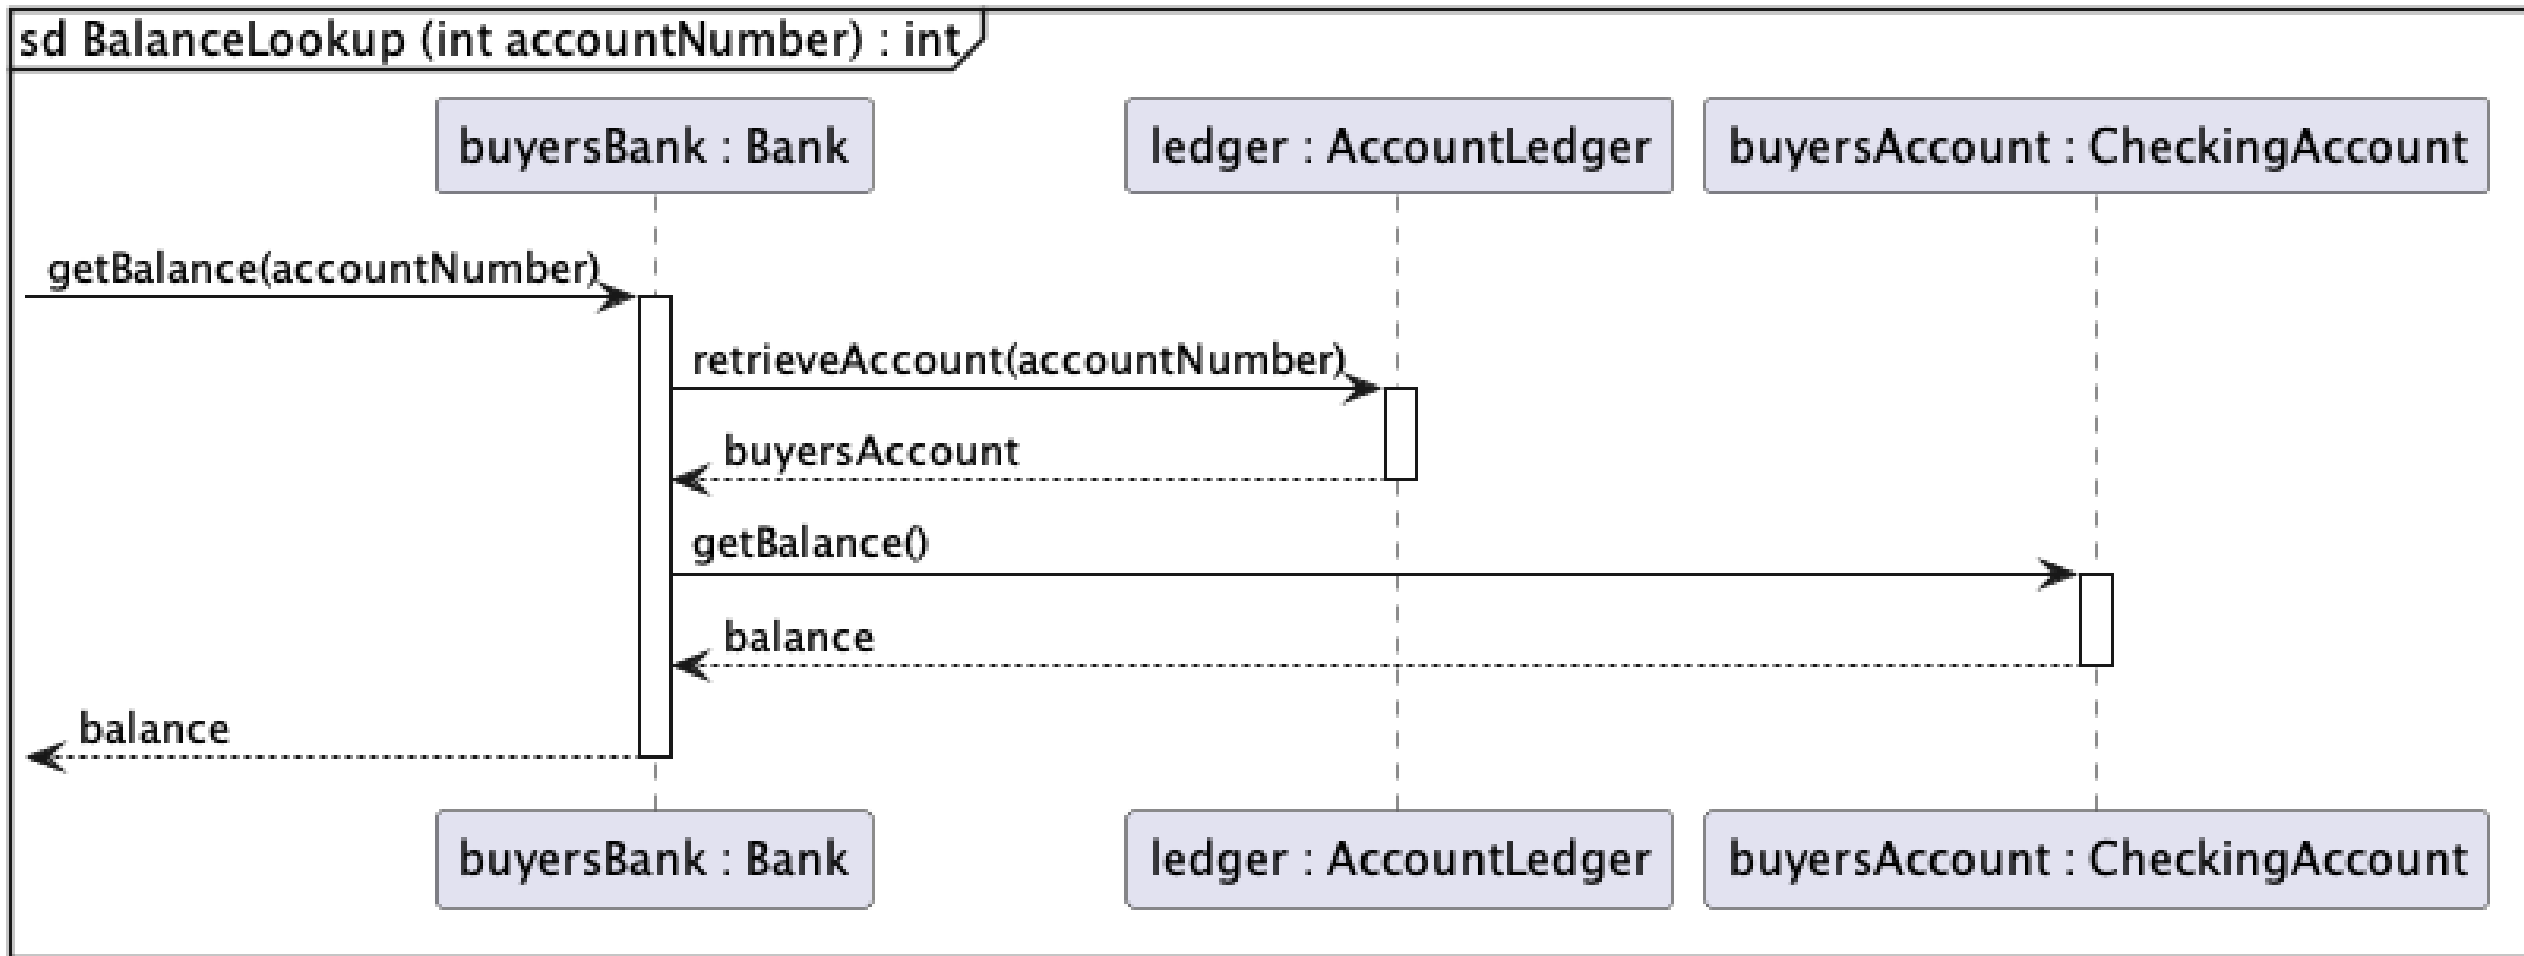 sd BalanceLookup (int accountNumber) : int
buyersBank : Bank
ledger : AccountLedger
buyersAccount : CheckingAccount
getBalance(accountNumber)
retrieveAccount(accountNumber)
buyersAccount
getBalance()
balance
balance
buyersBank : Bank
ledger : AccountLedger
buyersAccount : CheckingAccount